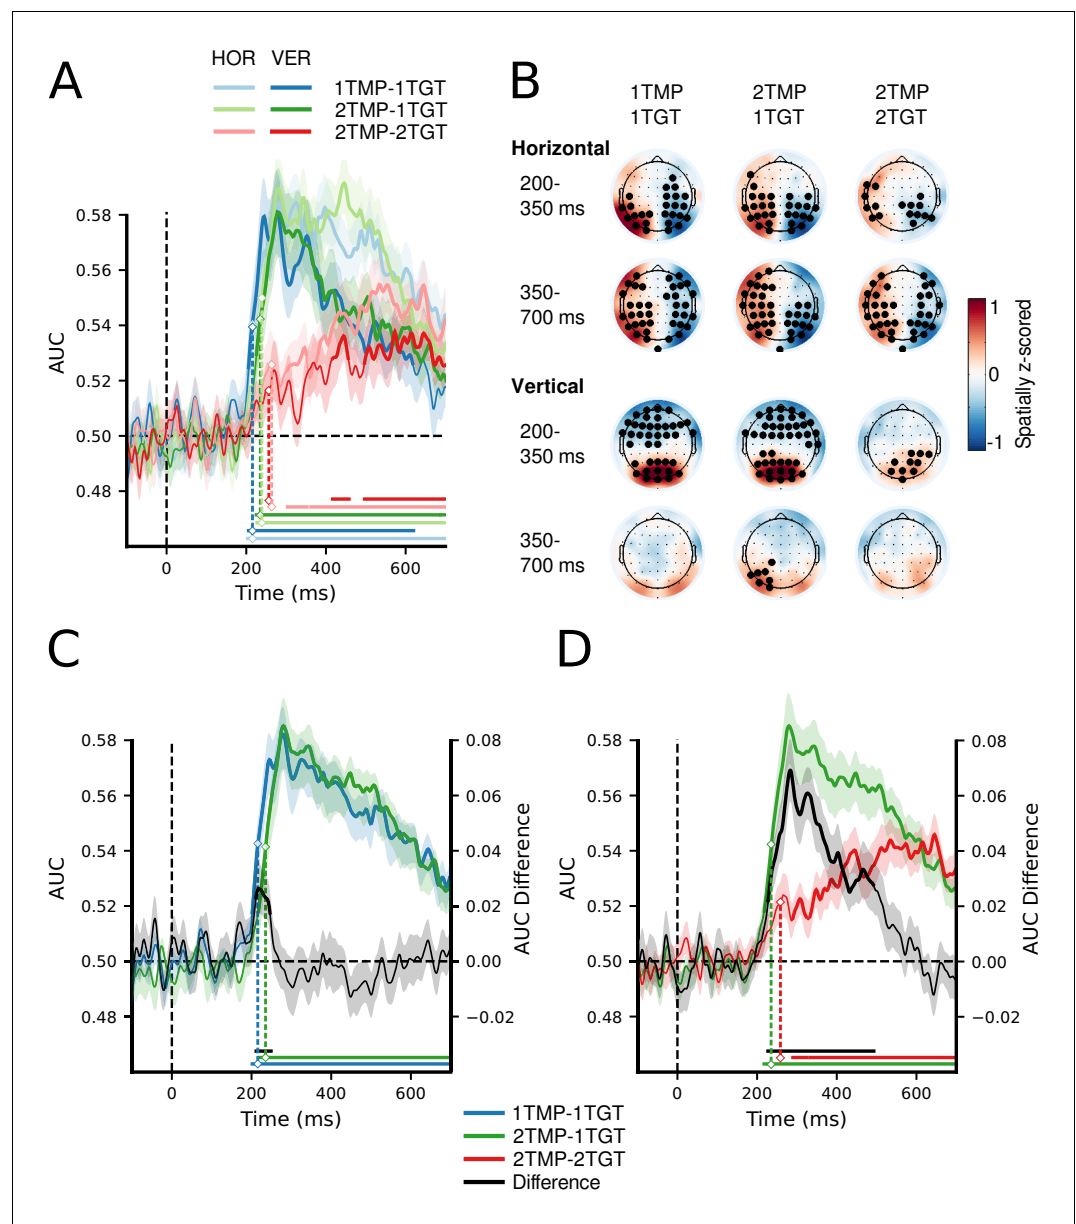 A
HOR VER
1TMP-1TGT
2TMP-1TGT
2TMP-2TGT
0.58
0.56
0.54
0.52
0.50
0.48
AUC
0 200 400 600
Time (ms)
B
1TMP 2TMP 2TMP
1TGT 1TGT 2TGT
Horizontal
200-
350 ms
350-
700 ms
Vertical
200-
350 ms
350-
700 ms
1
0
-1
Spatially z-scored
C
0.58
0.56
0.54
0.52
0.50
0.48
AUC
0.08
0.06
0.04
0.02
0.00
−0.02
AUC Difference
0 200 400 600
Time (ms)
D
0.58
0.56
0.54
0.52
0.50
0.48
AUC
0.08
0.06
0.04
0.02
0.00
−0.02
AUC Difference
0 200 400 600
Time (ms)
1TMP-1TGT
2TMP-1TGT
2TMP-2TGT
Difference